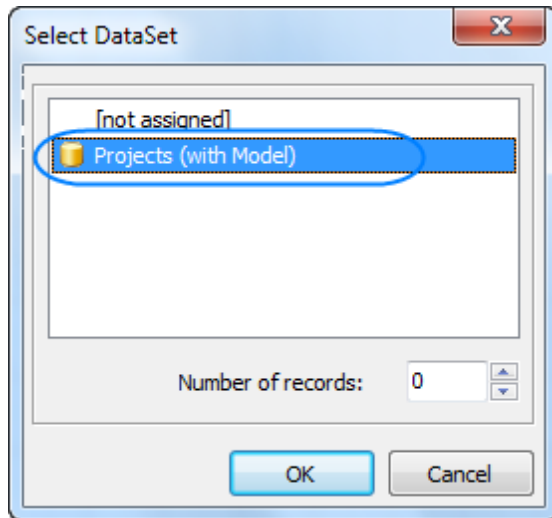 Select DataSet
[not assigned]
Projects (with Model)
Number of records: 0
OK Cancel